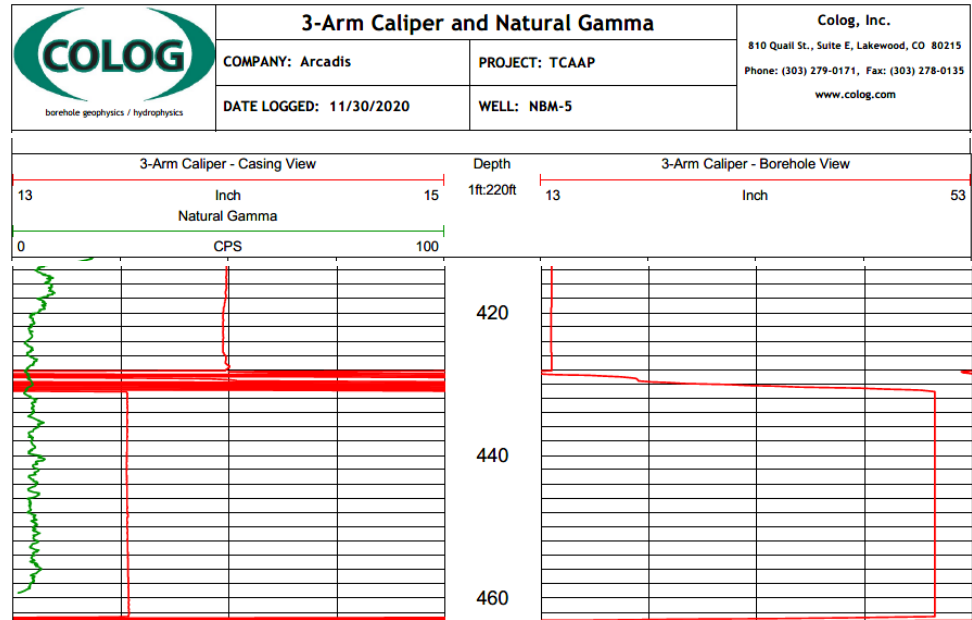 COLOG
borehole geophysics / hydrophysics
3-Arm Caliper and Natural Gamma
COMPANY: Arcadis
PROJECT: TCAAP
DATE LOGGED: 11/30/2020
WELL: NBM-5
Colog, Inc.
810 Quail St., Suite E, Lakewood, CO 80215
Phone: (303) 279-0171, Fax: (303) 278-0135
www.colog.com
3-Arm Caliper - Casing View
13 Inch 15
Natural Gamma
0 CPS 100
Depth
1ft:220ft
3-Arm Caliper - Borehole View
13 Inch 53
420
440
460